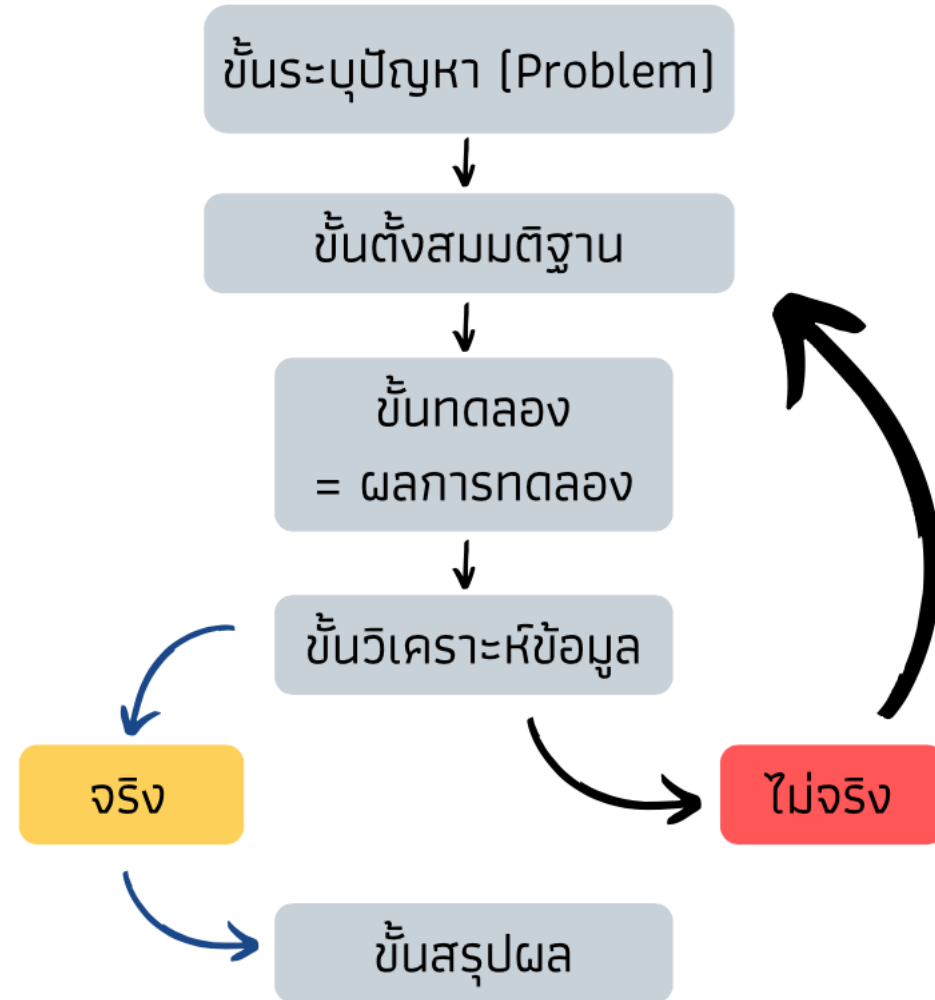 ขั้นระบุปัญหา (Problem)
ขั้นตั้งสมมติฐาน
ขั้นทดลอง
= ผลการทดลอง
ขั้นวิเคราะห์ข้อมูล
จริง
ไม่จริง
ขั้นสรุปผล